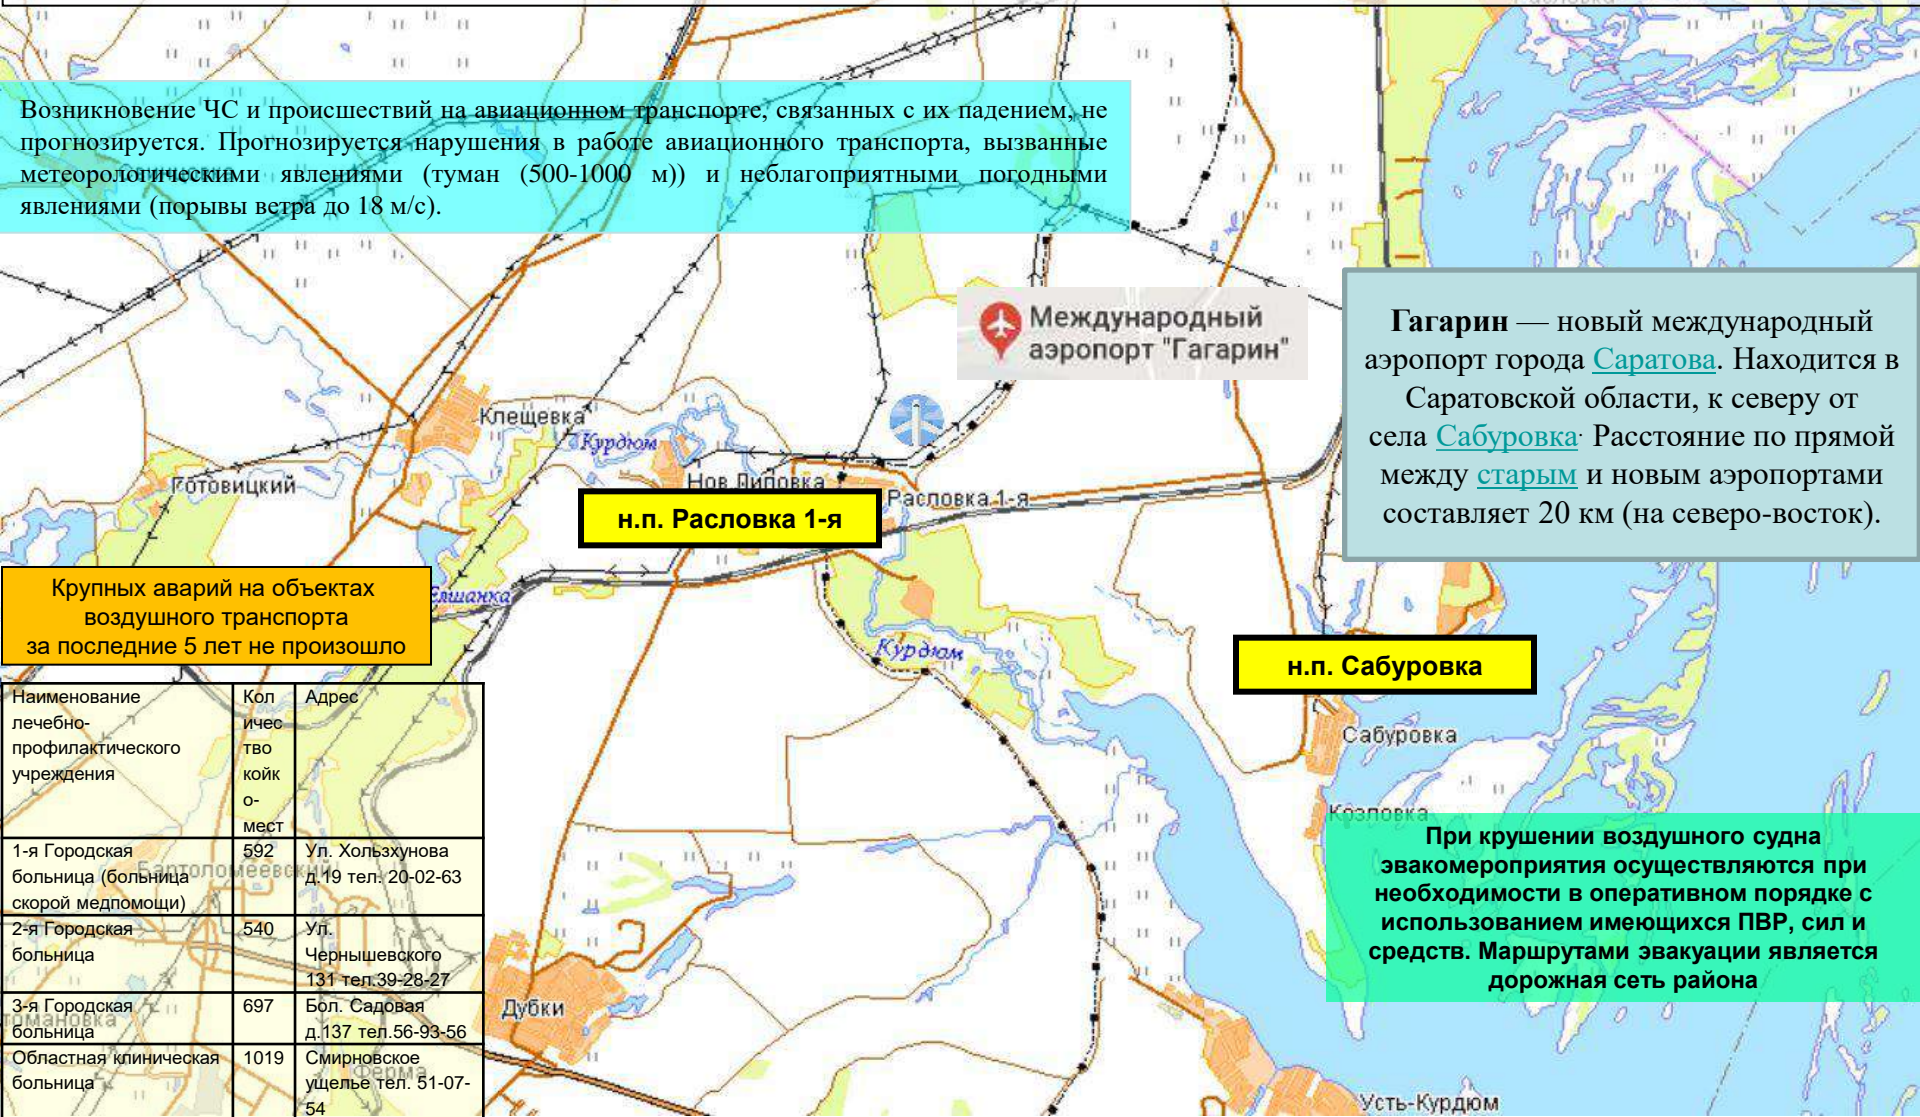 Возникновение ЧС и происшествий на авиационном транспорте, связанных с их падением, не
прогнозируется. Прогнозируется нарушения в работе авиационного транспорта, вызванные
метеорологическими явлениями (туман (500-1000 м)) и неблагоприятными погодными
явлениями (порывы ветра до 18 м/с).
Международный
аэропорт "Гагарин"
Гагарин — новый международный
аэропорт города Саратова. Находится в
Саратовской области, к северу от
села Сабуровка. Расстояние по прямой
между старым и новым аэропортами
составляет 20 км (на северо-восток).
Клещевка
Курдюм
Готовицкий
Нов.Липовка
Расловка 1-я
н.п. Расловка 1-я
Елшанка
Курдюм
н.п. Сабуровка
Сабуровка
Козловка
Крупных аварий на объектах
воздушного транспорта
за последние 5 лет не произошло
Наименование
лечебно-
профилактического
учреждения
Кол
ичес
тво
койк
о-
мест
Адрес
1-я Городская
больница (больница
скорой медпомощи)
592
Ул. Хользхунова
д.19 тел. 20-02-63
2-я Городская
больница
540
Ул.
Чернышевского
131 тел.39-28-27
3-я Городская
больница
697
Бол. Садовая
д.137 тел.56-93-56
Областная клиническая
больница
1019
Смирновское
ущелье тел. 51-07-
54
Ферма
Дубки
При крушении воздушного судна
эвакомероприятия осуществляются при
необходимости в оперативном порядке с
использованием имеющихся ПВР, сил и
средств. Маршрутами эвакуации является
дорожная сеть района
Усть-Курдюм